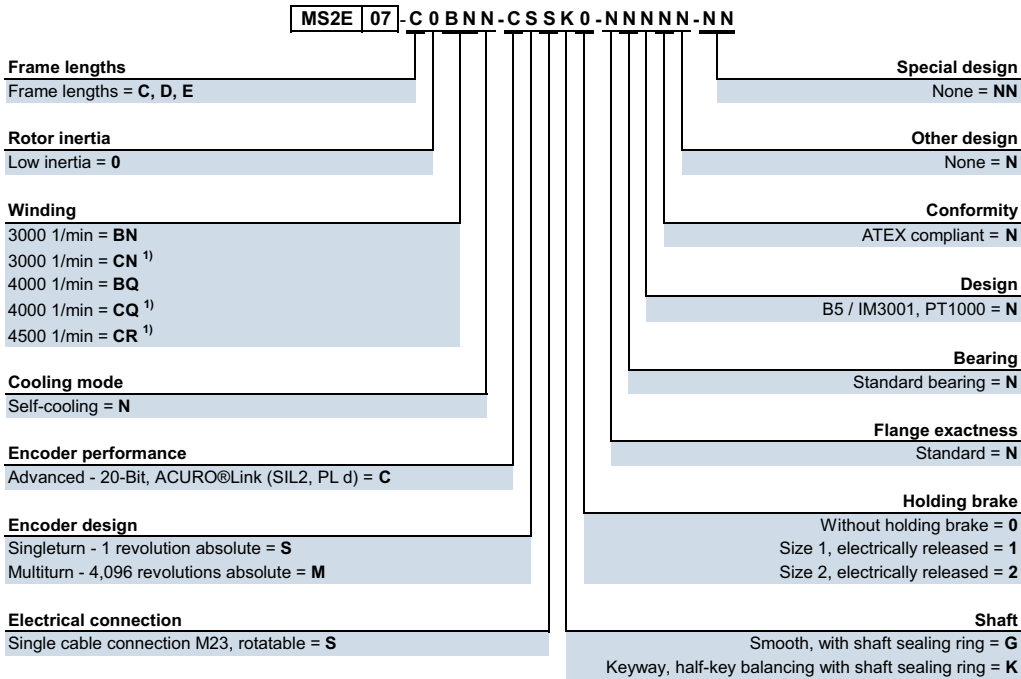 MS2E 07 -C0BNN-CSSK0-NNNNN-NN
Frame lengths
Frame lengths = C, D, E
Rotor inertia
Low inertia = 0
Winding
3000 1/min = BN
3000 1/min = CN 1)
4000 1/min = BQ
4000 1/min = CQ 1)
4500 1/min = CR 1)
Cooling mode
Self-cooling = N
Encoder performance
Advanced - 20-Bit, ACURO®Link (SIL2, PL d) = C
Encoder design
Singleturn - 1 revolution absolute = S
Multiturn - 4,096 revolutions absolute = M
Electrical connection
Single cable connection M23, rotatable = S
Special design
None = NN
Other design
None = N
Conformity
ATEX compliant = N
Design
B5 / IM3001, PT1000 = N
Bearing
Standard bearing = N
Flange exactness
Standard = N
Holding brake
Without holding brake = 0
Size 1, electrically released = 1
Size 2, electrically released = 2
Shaft
Smooth, with shaft sealing ring = G
Keyway, half-key balancing with shaft sealing ring = K